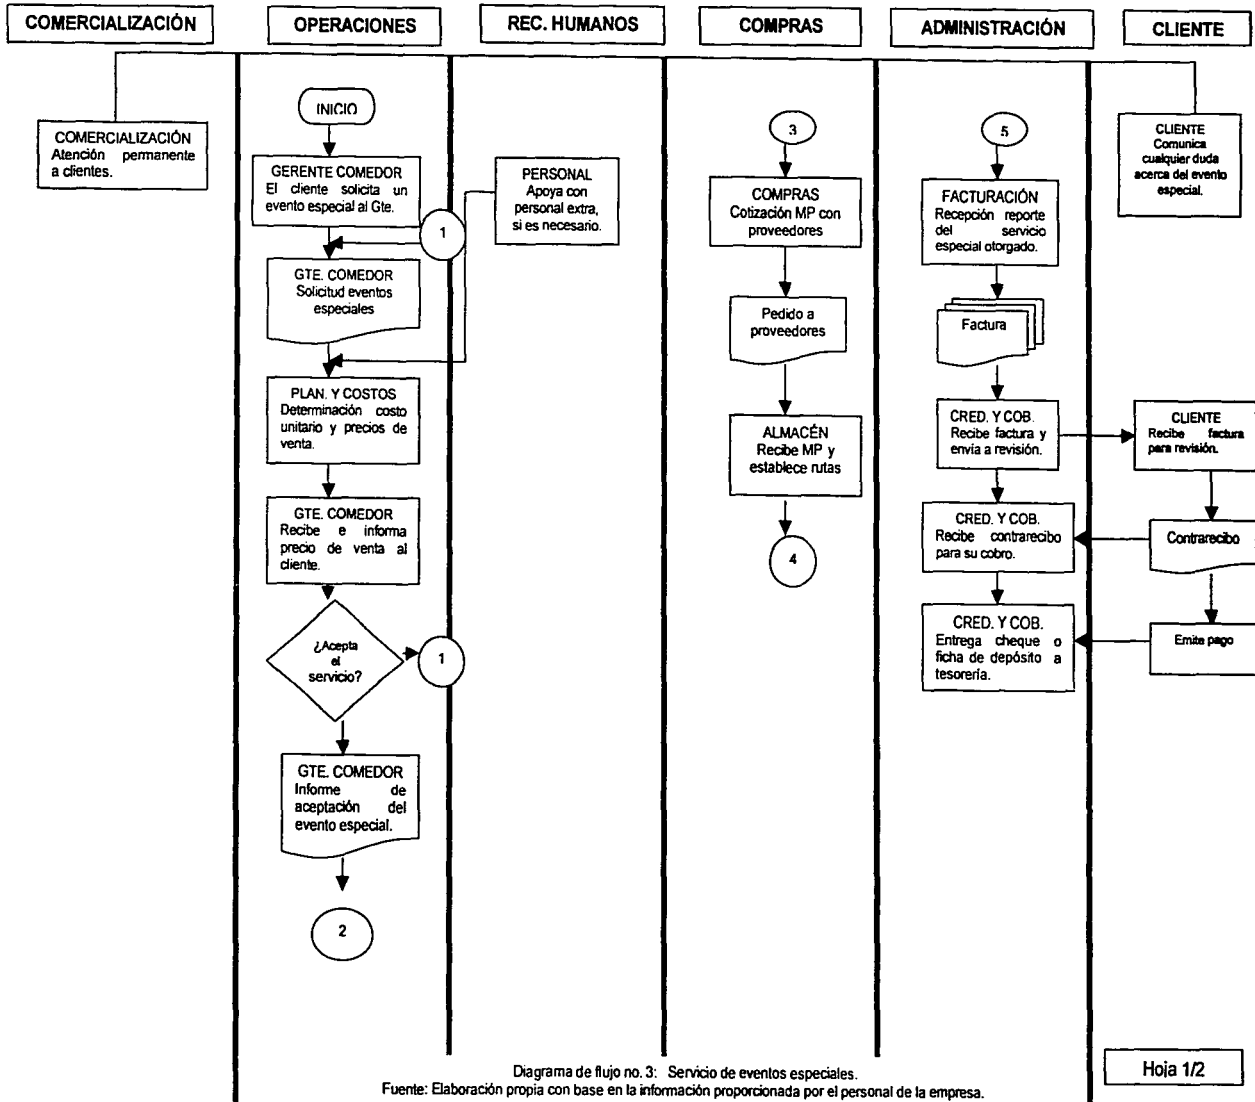 COMERCIALIZACIÓN
OPERACIONES
REC. HUMANOS
COMPRAS
ADMINISTRACIÓN
CLIENTE
COMERCIALIZACIÓN
Atención permanente
a clientes.
INICIO
GERENTE COMEDOR
El cliente solicita un
evento especial al Gte.
1
GTE. COMEDOR
Solicitud eventos
especiales
PLAN. Y COSTOS
Determinación costo
unitario y precios de
venta.
GTE. COMEDOR
Recibe e informa
precio de venta al
cliente.
¿Acepta
el
servicio?
1
GTE. COMEDOR
Informe de
aceptación del
evento especial.
2
PERSONAL
Apoya con
personal extra,
si es necesario.
3
COMPRAS
Cotización MP con
proveedores
Pedido a
proveedores
ALMACÉN
Recibe MP y
establece rutas
4
5
FACTURACIÓN
Recepción reporte
del servicio
especial otorgado.
Factura
CRED. Y COB.
Recibe factura y
envía a revisión.
CRED. Y COB.
Recibe contrarecibo
para su cobro.
CRED. Y COB.
Entrega cheque o
ficha de depósito a
tesorería.
CLIENTE
Comunica
cualquier duda
acerca del evento
especial.
CLIENTE
Recibe factura
para revisión.
Contrarecibo
Emite pago
Diagrama de flujo no. 3: Servicio de eventos especiales.
Fuente: Elaboración propia con base en la información proporcionada por el personal de la empresa.
Hoja 1/2